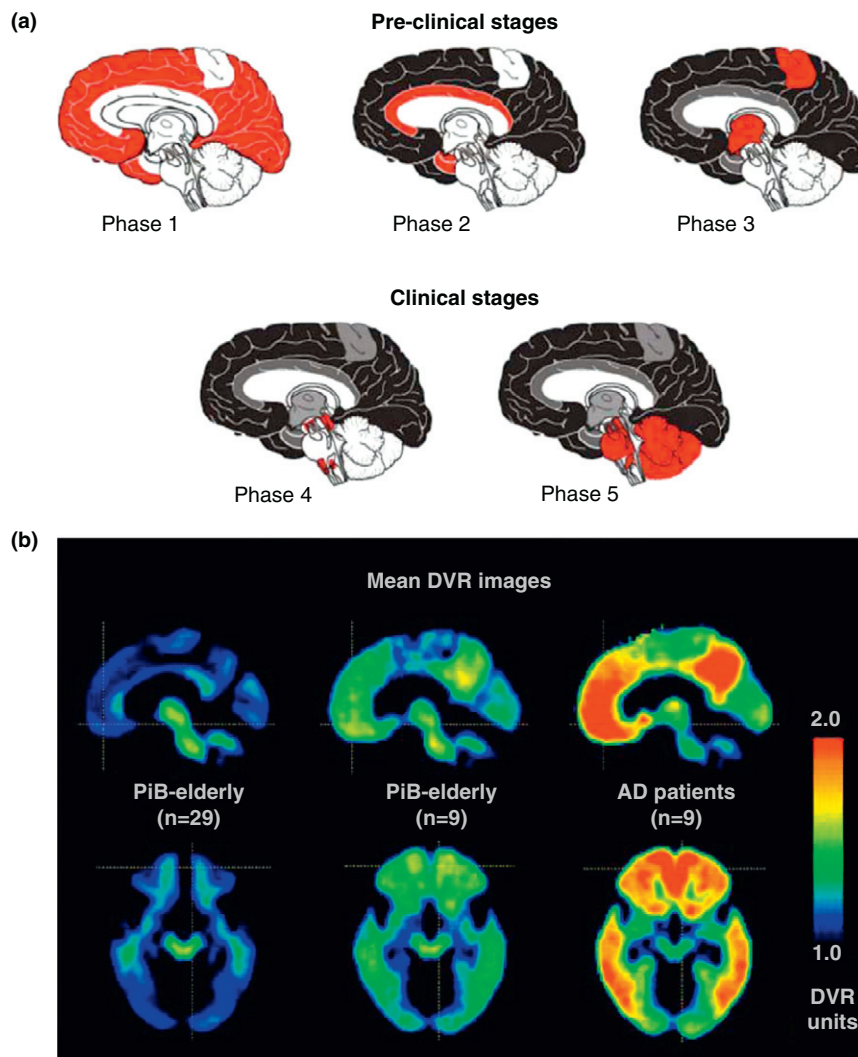 (a)
Pre-clinical stages
Phase 1
Phase 2
Phase 3
Clinical stages
Phase 4
Phase 5
(b)
Mean DVR images
PiB-elderly
(n=29)
PiB-elderly
(n=9)
AD patients
(n=9)
2.0
1.0
DVR
units